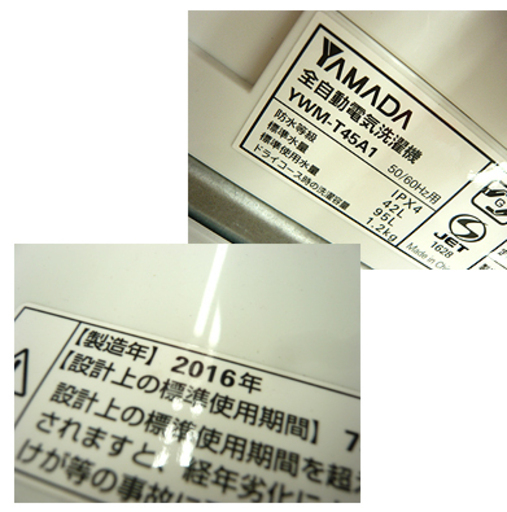 YAMADA
全自動電気洗濯機
YWM-T45A1
50/60Hz用
防水等級 IPX4
標準水量 42L
標準使用水量 95L
ドライコース時の洗濯容量 1.2kg
JET
1628
Made in Chi
【製造年】2016年
【設計上の標準使用期間】 7
設計上の標準使用期間を超
されますと、経年劣化に
けが等の事故に